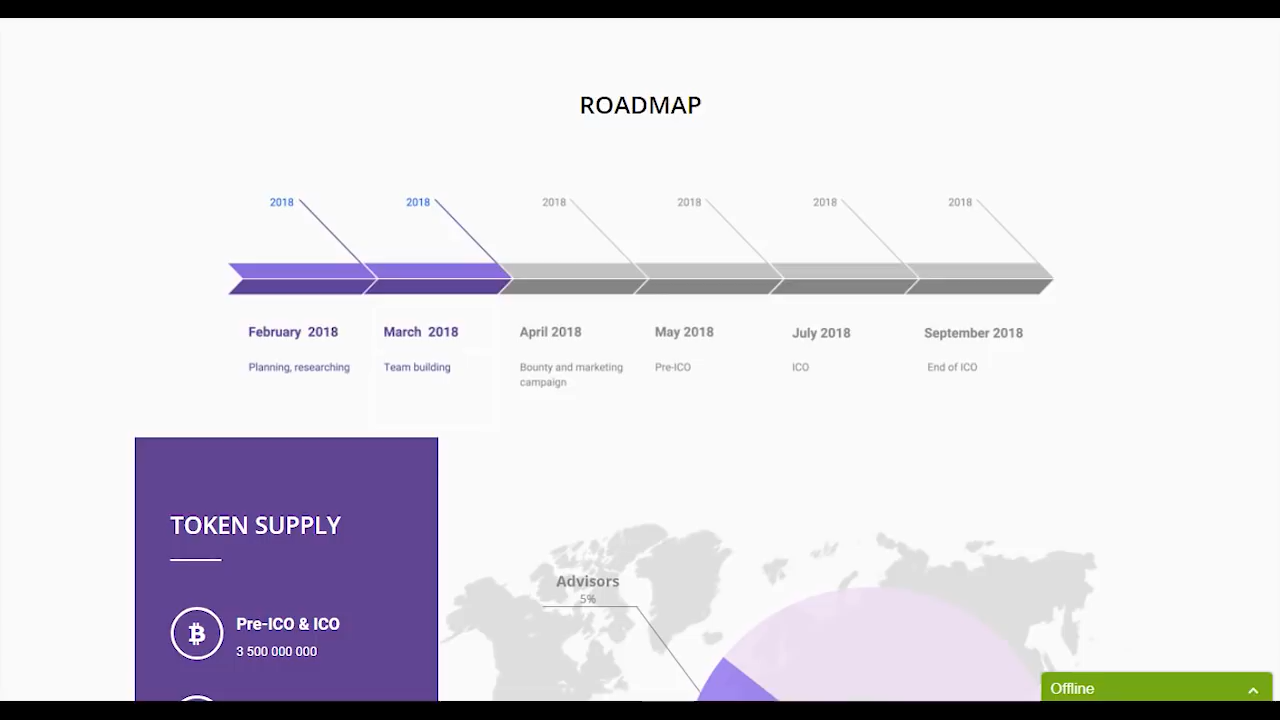 ROADMAP
2018 2018 2018 2018 2018 2018
February 2018 March 2018 April 2018 May 2018 July 2018 September 2018
Planning, researching Team building Bounty and marketing Pre-ICO ICO End of ICO
campaign
TOKEN SUPPLY
Advisors
5%
Pre-ICO & ICO
3 500 000 000
Offline